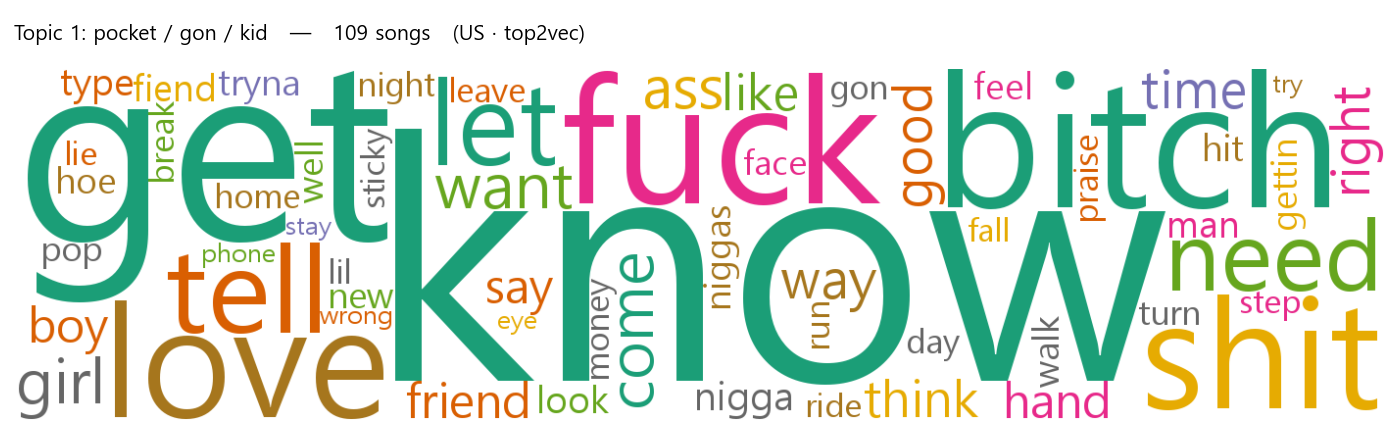 Topic 1: pocket / gon / kid — 109 songs (US · top2vec)
type fiend tryna night leave ass like gon good feel time try
get let fuck bitch right
break lie hoe well sticky want face praise hit gettin
home stay know niggas fall man need
pop phone tell lil new wrong say eye money come way run step
boy love day walk turn shit
girl friend look nigga ride think hand